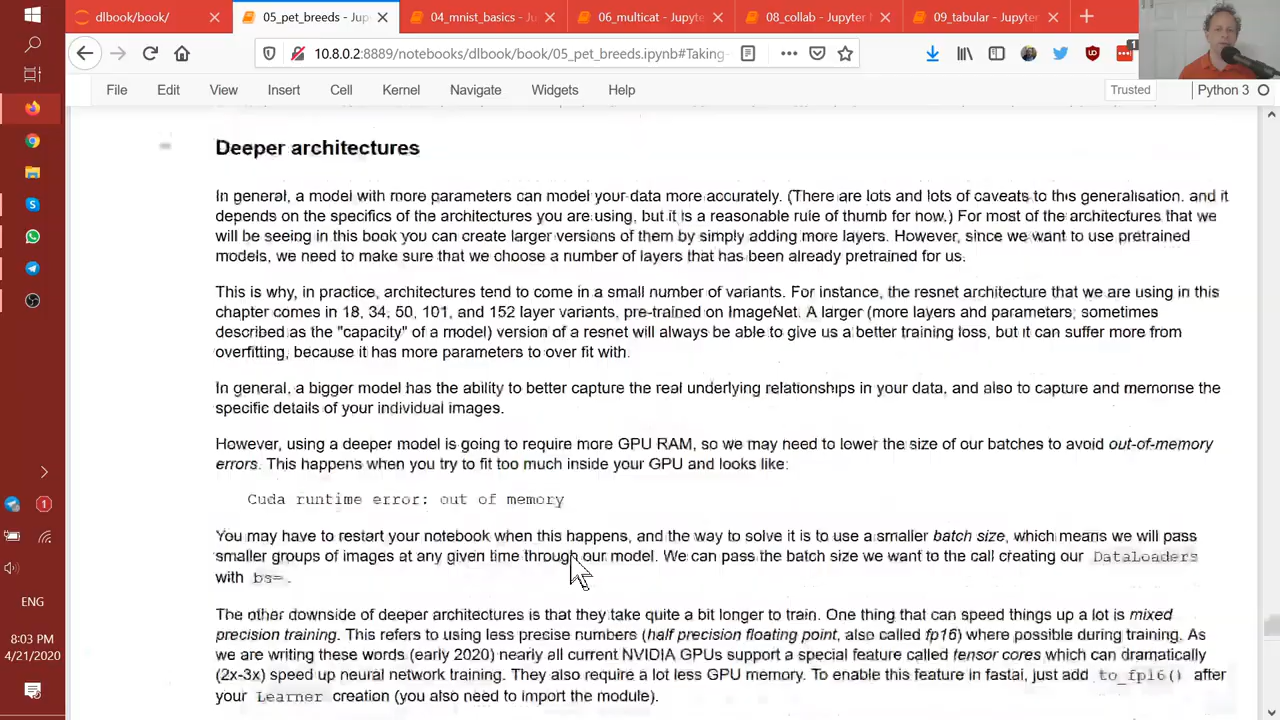 dlbook/book/
05_pet_breeds - Jup
04_mnist_basics - Jupyte
06_multicat - Jupyter
08_collab - Jupyter N
09_tabular - Jupyter
10.8.0.2:8889/notebooks/dlbook/book/05_pet_breeds.ipynb#Taking-
1
File Edit View Insert Cell Kernel Navigate Widgets Help Trusted Python 3
Deeper architectures
In general, a model with more parameters can model your data more accurately. (There are lots and lots of caveats to this generalisation. and it
depends on the specifics of the architectures you are using, but it is a reasonable rule of thumb for now.) For most of the architectures that we
will be seeing in this book you can create larger versions of them by simply adding more layers. However, since we want to use pretrained
models, we need to make sure that we choose a number of layers that has been already pretrained for us.
This is why, in practice, architectures tend to come in a small number of variants. For instance, the resnet architecture that we are using in this
chapter comes in 18, 34, 50, 101, and 152 layer variants, pre-trained on ImageNet. A larger (more layers and parameters; sometimes
described as the "capacity" of a model) version of a resnet will always be able to give us a better training loss, but it can suffer more from
overfitting, because it has more parameters to over fit with.
In general, a bigger model has the ability to better capture the real underlying relationships in your data, and also to capture and memorise the
specific details of your individual images.
However, using a deeper model is going to require more GPU RAM, so we may need to lower the size of our batches to avoid out-of-memory
errors. This happens when you try to fit too much inside your GPU and looks like:
Cuda runtime error: out of memory
You may have to restart your notebook when this happens, and the way to solve it is to use a smaller batch size, which means we will pass
smaller groups of images at any given time through our model. We can pass the batch size we want to the call creating our DataLoaders
with bs=.
The other downside of deeper architectures is that they take quite a bit longer to train. One thing that can speed things up a lot is mixed
precision training. This refers to using less precise numbers (half precision floating point, also called fp16) where possible during training. As
we are writing these words (early 2020) nearly all current NVIDIA GPUs support a special feature called tensor cores which can dramatically
(2x-3x) speed up neural network training. They also require a lot less GPU memory. To enable this feature in fastai, just add to_fp16() after
your Learner creation (you also need to import the module).
1
ENG
8:03 PM
4/21/2020